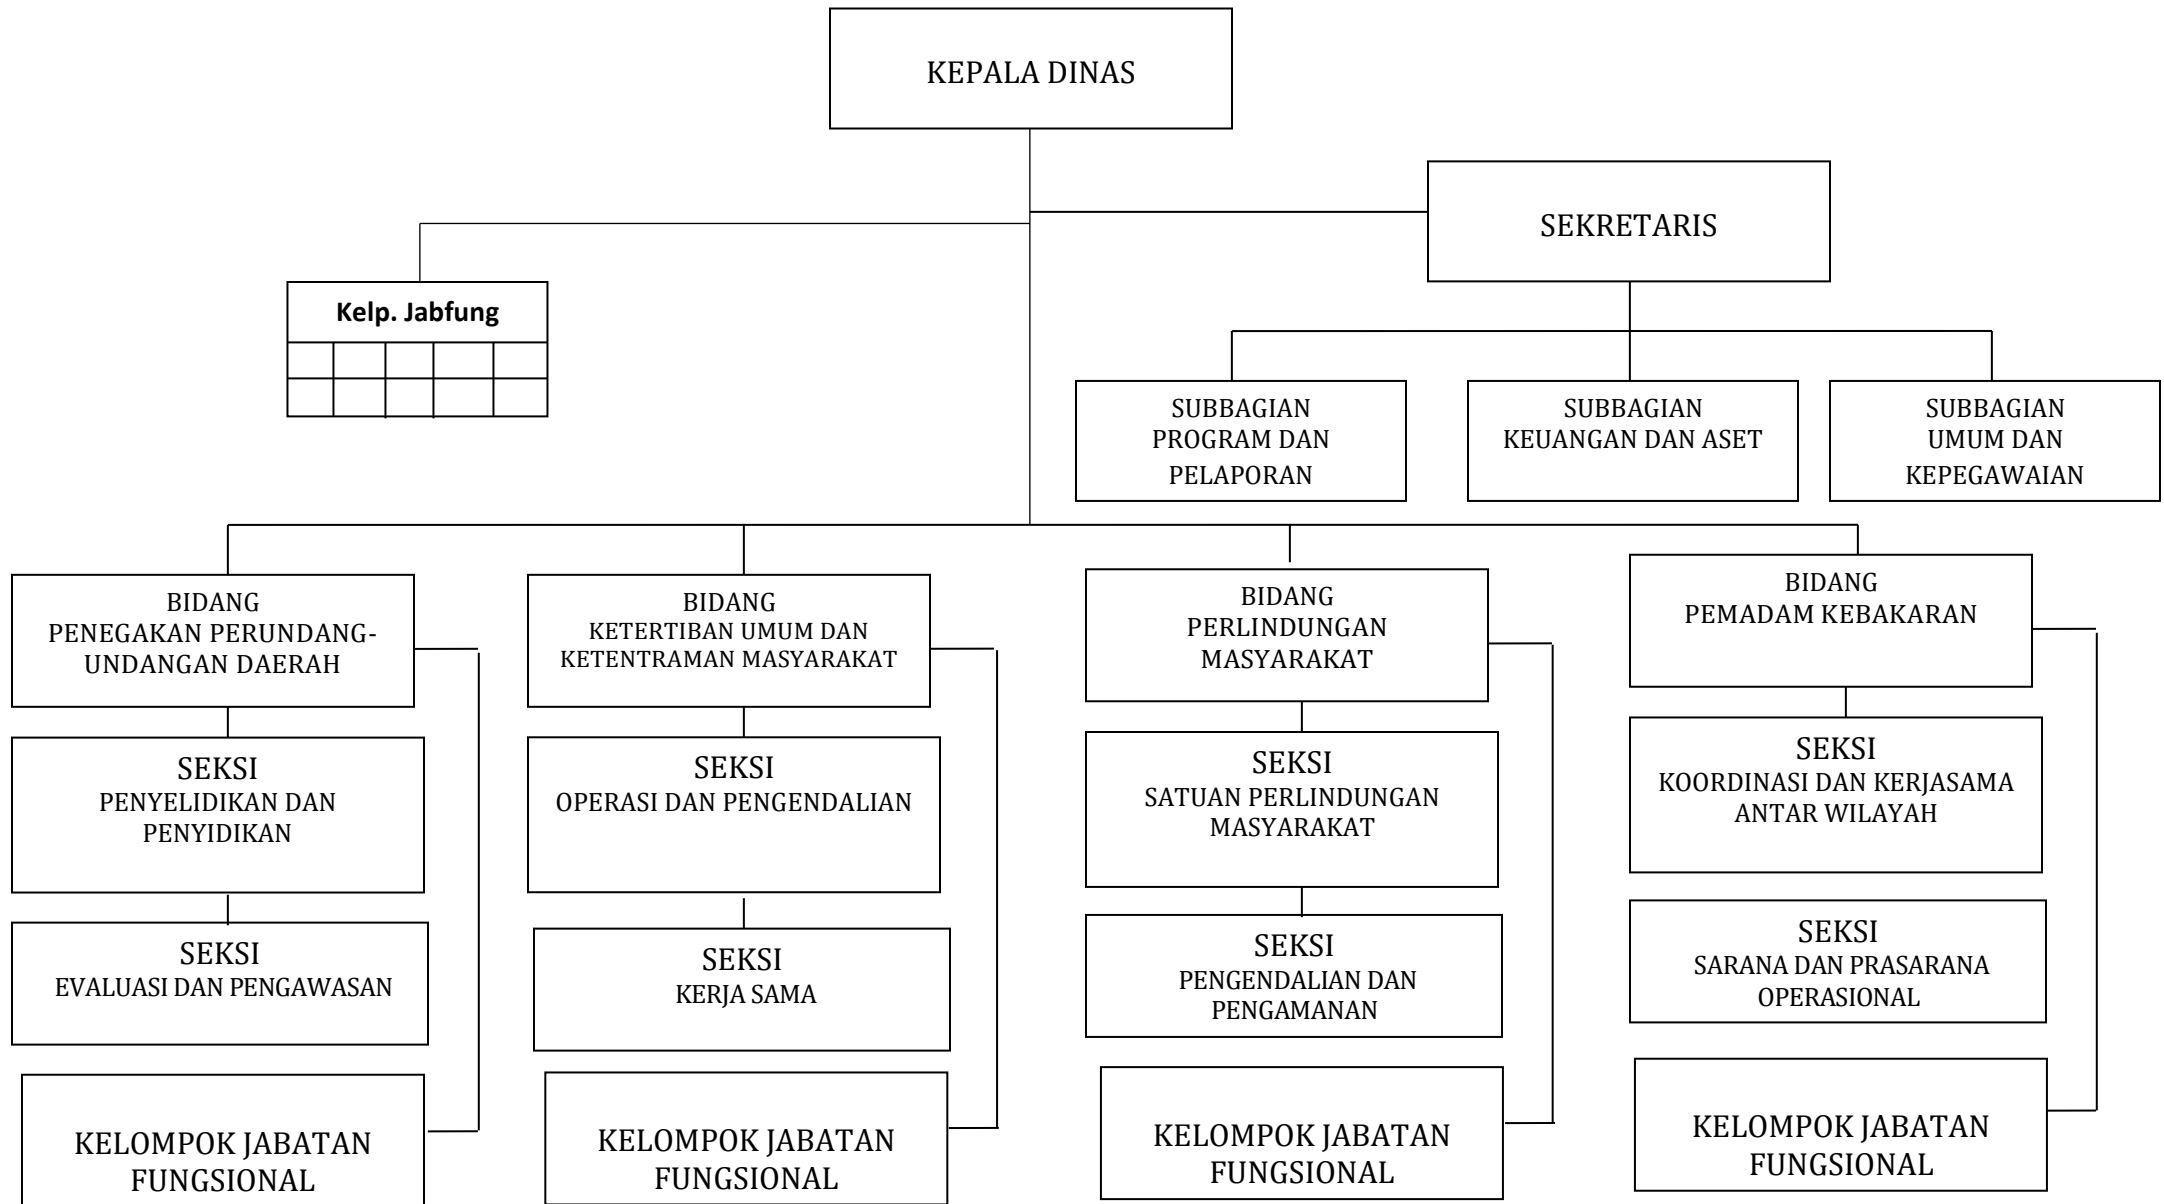 KEPALA DINAS
SEKRETARIS
Kelp. Jabfung
SUBBAGIAN
PROGRAM DAN
PELAPORAN
SUBBAGIAN
KEUANGAN DAN ASET
SUBBAGIAN
UMUM DAN
KEPEGAWAIAN
BIDANG
PENEGAKAN PERUNDANG-
UNDANGAN DAERAH
BIDANG
KETERTIBAN UMUM DAN
KETENTRAMAN MASYARAKAT
BIDANG
PERLINDUNGAN
MASYARAKAT
BIDANG
PEMADAM KEBAKARAN
SEKSI
PENYELIDIKAN DAN
PENYIDIKAN
SEKSI
OPERASI DAN PENGENDALIAN
SEKSI
SATUAN PERLINDUNGAN
MASYARAKAT
SEKSI
KOORDINASI DAN KERJASAMA
ANTAR WILAYAH
SEKSI
EVALUASI DAN PENGAWASAN
SEKSI
KERJA SAMA
SEKSI
PENGENDALIAN DAN
PENGAMANAN
SEKSI
SARANA DAN PRASARANA
OPERASIONAL
KELOMPOK JABATAN
FUNGSIONAL
KELOMPOK JABATAN
FUNGSIONAL
KELOMPOK JABATAN
FUNGSIONAL
KELOMPOK JABATAN
FUNGSIONAL